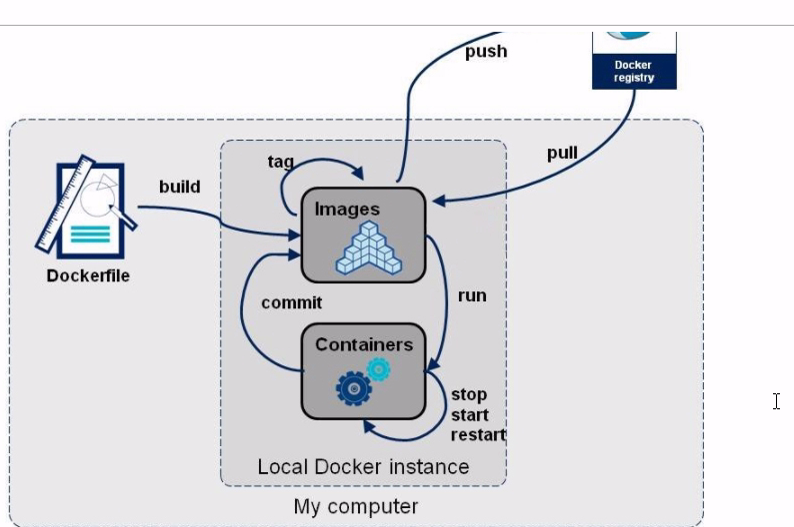 push
Docker
registry
tag
pull
build
Images
Dockerfile
commit
run
Containers
stop
start
restart
Local Docker instance
My computer